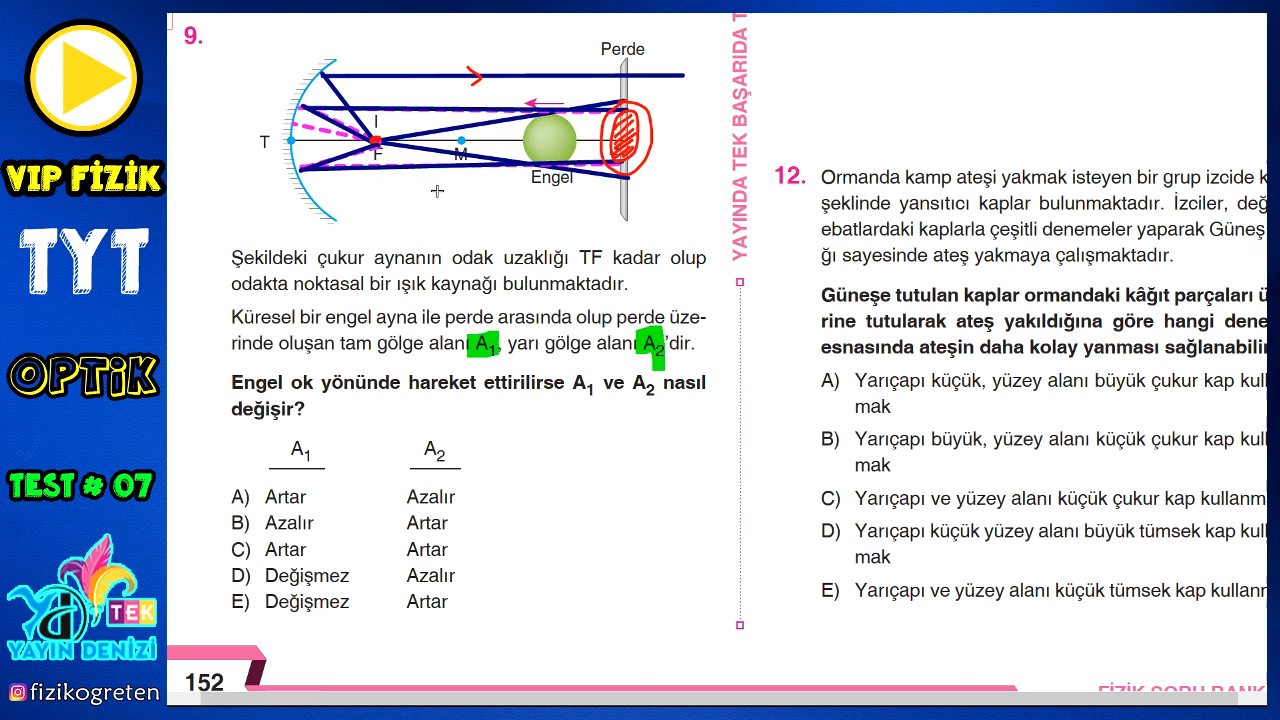 VIP FİZİK
TYT
OPTİK
TEST # 07
YAYIN DENİZİ
TEK
fizikogreten
9.
Perde
T
I
F
M
Engel
Şekildeki çukur aynanın odak uzaklığı TF kadar olup
odakta noktasal bir ışık kaynağı bulunmaktadır.
Küresel bir engel ayna ile perde arasında olup perde üze-
rinde oluşan tam gölge alanı A1, yarı gölge alanı A2'dir.
Engel ok yönünde hareket ettirilirse A1 ve A2 nasıl
değişir?
A1 A2
A) Artar Azalır
B) Azalır Artar
C) Artar Artar
D) Değişmez Azalır
E) Değişmez Artar
152
YAYINDA TEK BAŞARIDA T
12. Ormanda kamp ateşi yakmak isteyen bir grup izcide k
şeklinde yansıtıcı kaplar bulunmaktadır. İzciler, değ
ebatlardaki kaplarla çeşitli denemeler yaparak Güneş
ğı sayesinde ateş yakmaya çalışmaktadır.
Güneşe tutulan kaplar ormandaki kâğıt parçaları ü
rine tutularak ateş yakıldığına göre hangi dene
esnasında ateşin daha kolay yanması sağlanabilir
A) Yarıçapı küçük, yüzey alanı büyük çukur kap kull
mak
B) Yarıçapı büyük, yüzey alanı küçük çukur kap kull
mak
C) Yarıçapı ve yüzey alanı küçük çukur kap kullanm
D) Yarıçapı küçük yüzey alanı büyük tümsek kap kull
mak
E) Yarıçapı ve yüzey alanı küçük tümsek kap kullanm